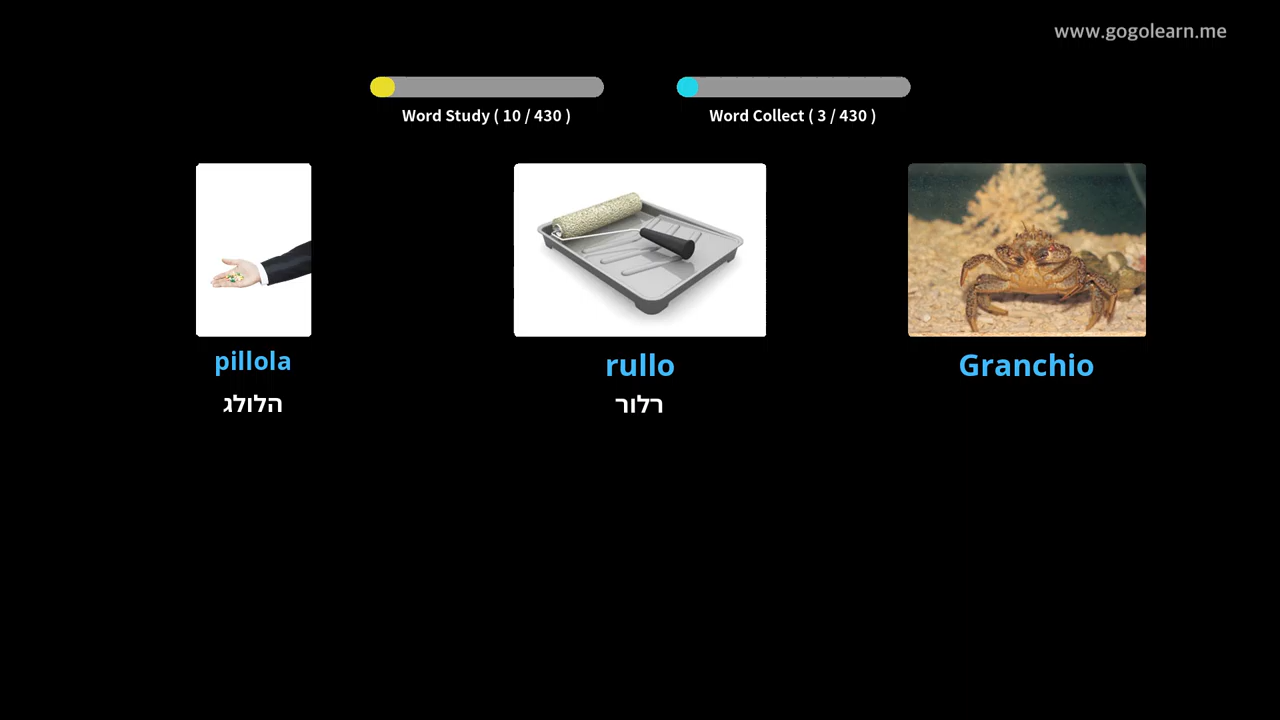 www.gogolearn.me
Word Study ( 10 / 430 )
Word Collect ( 3 / 430 )
pillola
הלולג
rullo
רלור
Granchio